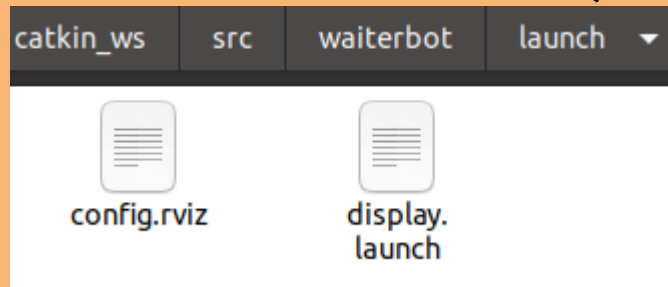 catkin_ws src waiterbot launch
config.rviz
display.
launch